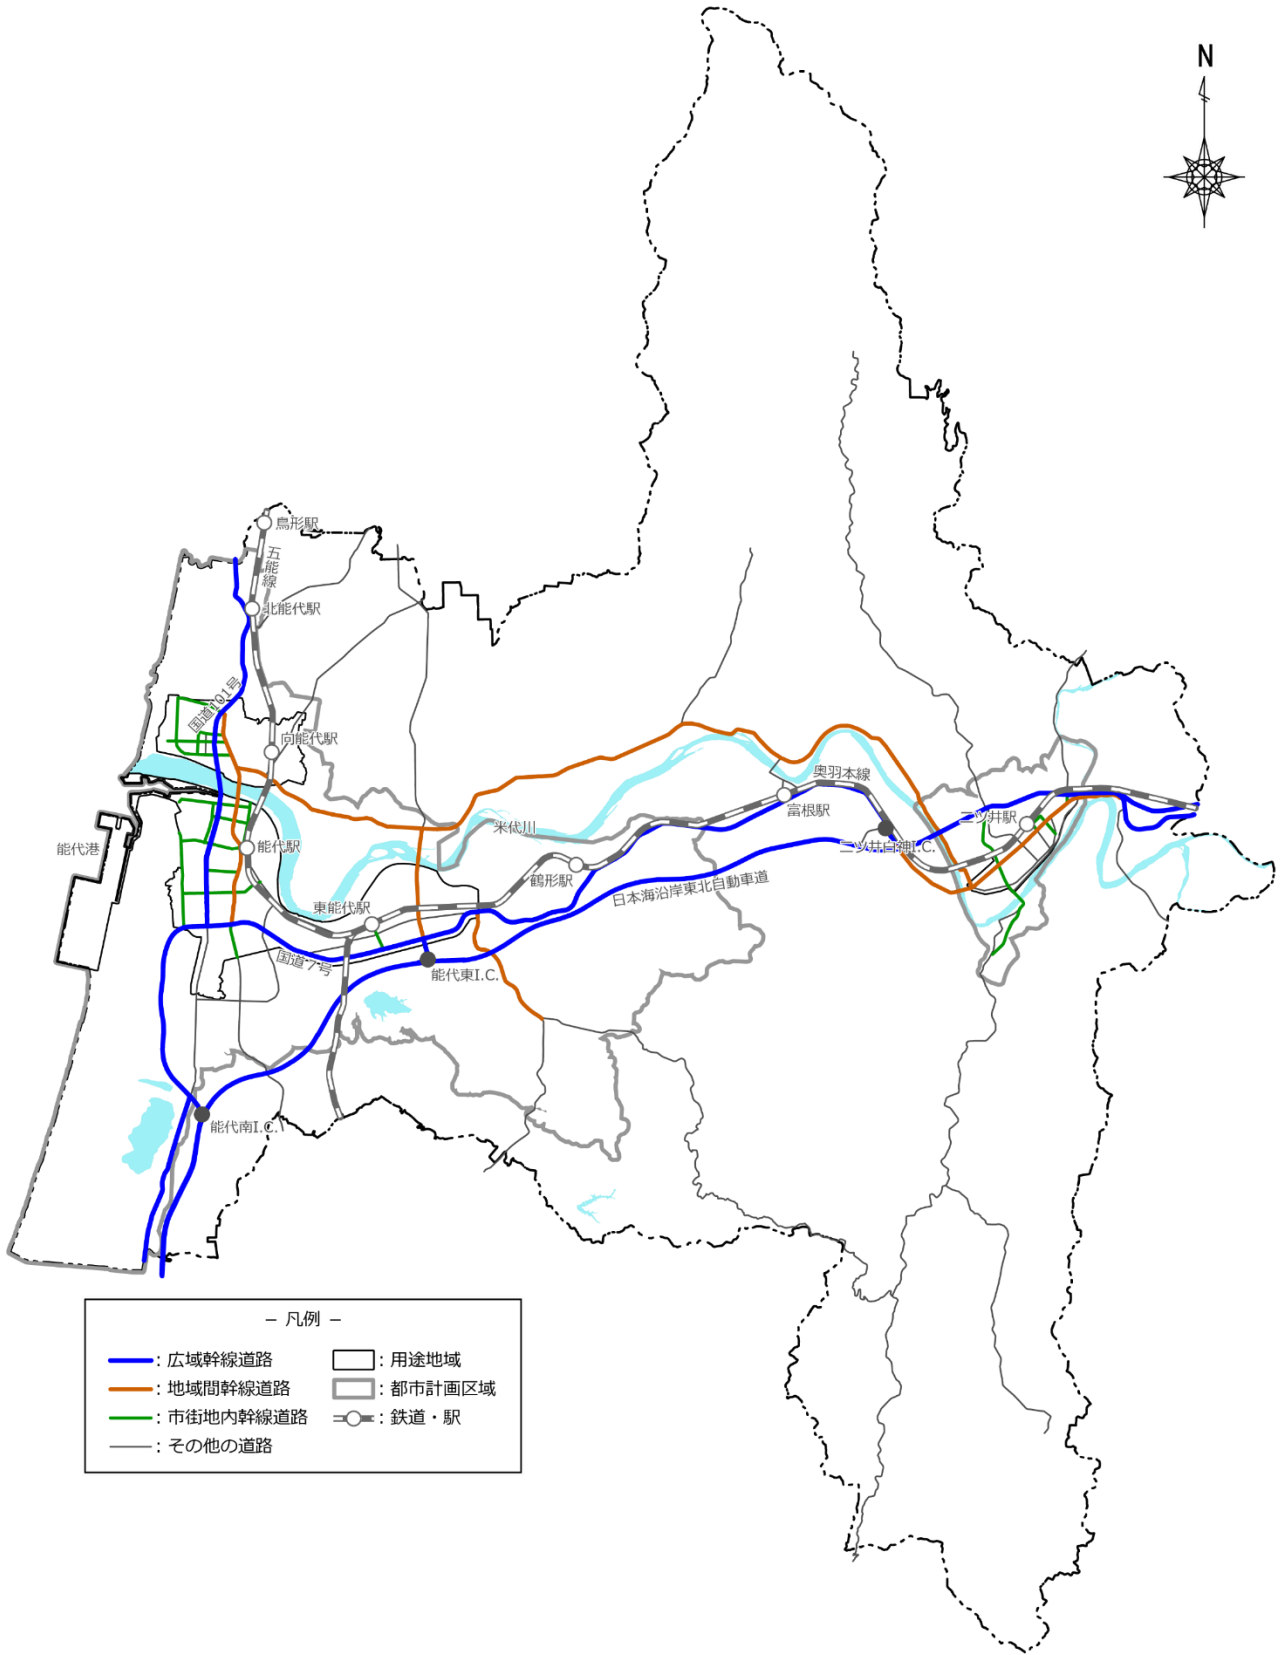 N
鳥形駅
五能線
北能代駅
国道101号
向能代駅
奥羽本線
富根駅
米代川
二ツ井駅
二ツ井白神I.C.
能代港
能代駅
鶴形駅
日本海沿岸東北自動車道
東能代駅
国道7号
能代東I.C.
能代南I.C.
− 凡例 −
：広域幹線道路
：用途地域
：地域間幹線道路
：都市計画区域
：市街地内幹線道路
：鉄道・駅
：その他の道路